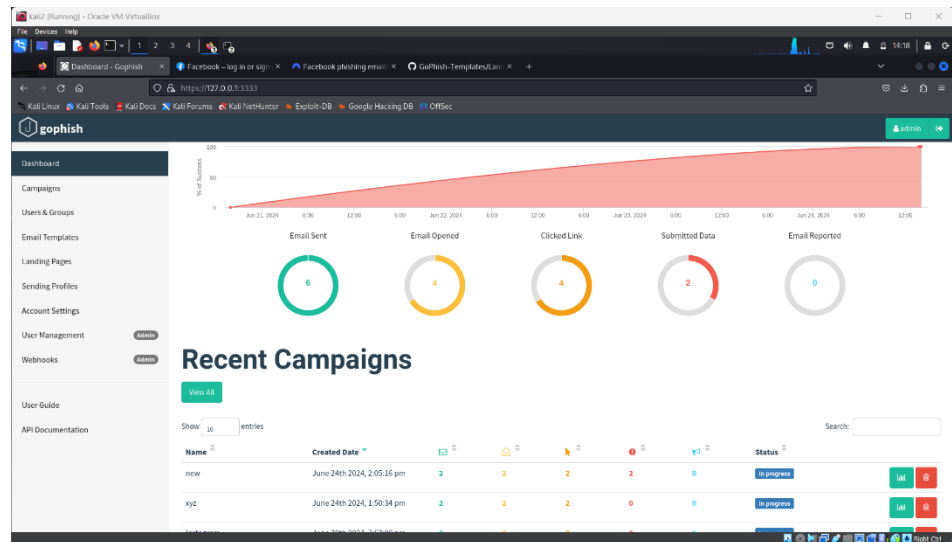 kali2 [Running] - Oracle VM VirtualBox
File Devices Help
1 2 3 4
14:18
Dashboard - Gophish
Facebook – log in or sign
Facebook phishing email
GoPhish-Templates/Land
https://127.0.0.1:3333
Kali Linux Kali Tools Kali Docs Kali Forums Kali NetHunter Exploit-DB Google Hacking DB OffSec
gophish
admin
Dashboard
Campaigns
Users & Groups
Email Templates
Landing Pages
Sending Profiles
Account Settings
User Management Admin
Webhooks Admin
User Guide
API Documentation
% of Success
100
50
0
Jun 21, 2024 6:00 12:00 6:00 Jun 22, 2024 6:00 12:00 6:00 Jun 23, 2024 6:00 12:00 6:00 Jun 24, 2024 6:00 12:00
Email Sent Email Opened Clicked Link Submitted Data Email Reported
6 4 4 2 0
Recent Campaigns
View All
Show 10 entries
Search:
Name Created Date Status
new June 24th 2024, 2:05:16 pm 2 2 2 2 0 In progress
xyz June 24th 2024, 1:50:34 pm 2 2 2 0 0 In progress
Right Ctrl